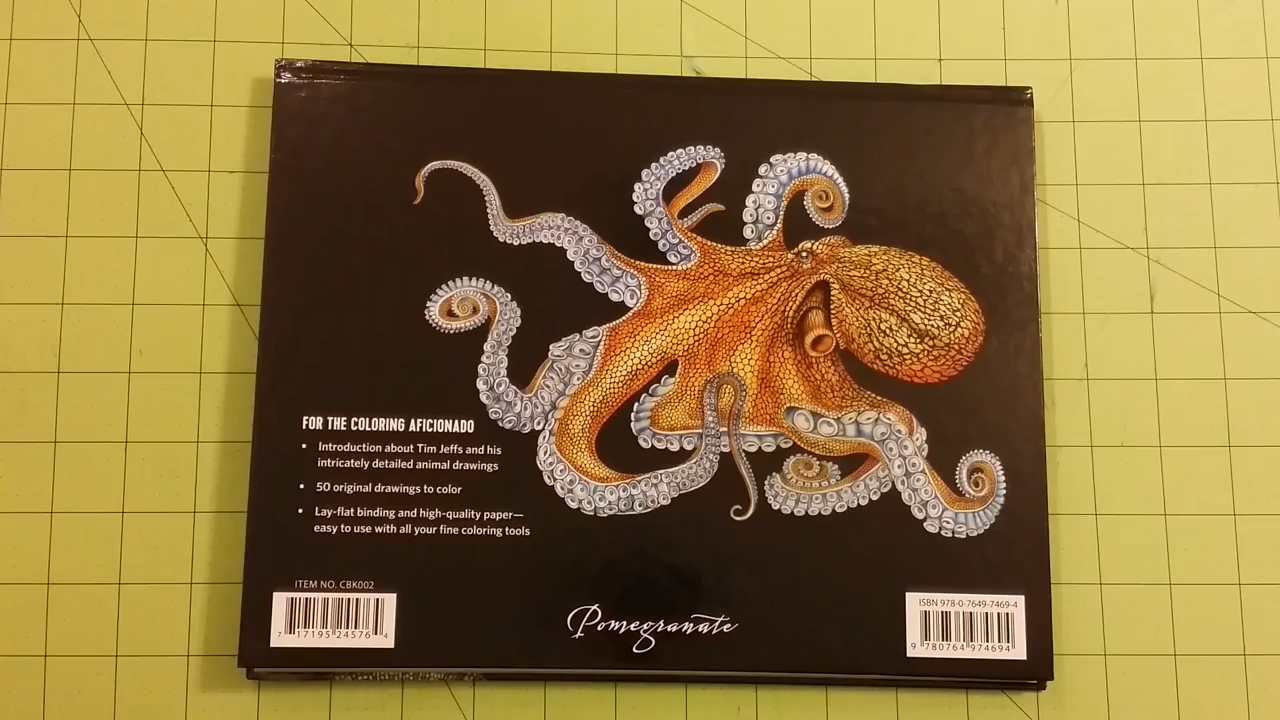 FOR THE COLORING AFICIONADO
▪ Introduction about Tim Jeffs and his
intricately detailed animal drawings
▪ 50 original drawings to color
▪ Lay-flat binding and high-quality paper—
easy to use with all your fine coloring tools
ITEM NO. CBK002
7 17195 24576 4
Pomegranate
ISBN 978-0-7649-7469-4
9 780764 974694